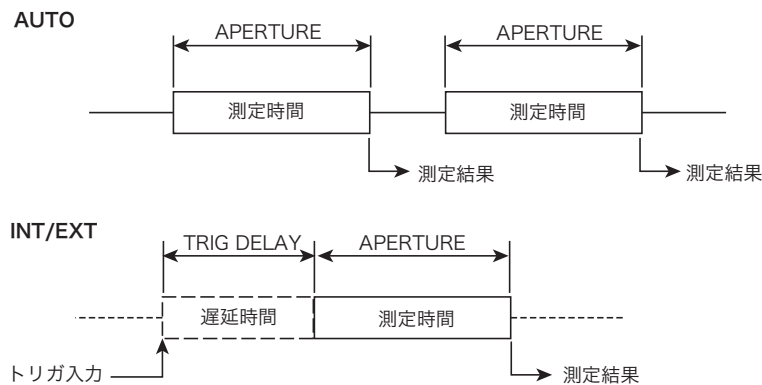 AUTO
APERTURE APERTURE
測定時間 測定時間
測定結果 測定結果
INT/EXT
TRIG DELAY APERTURE
遅延時間 測定時間
トリガ入力 測定結果